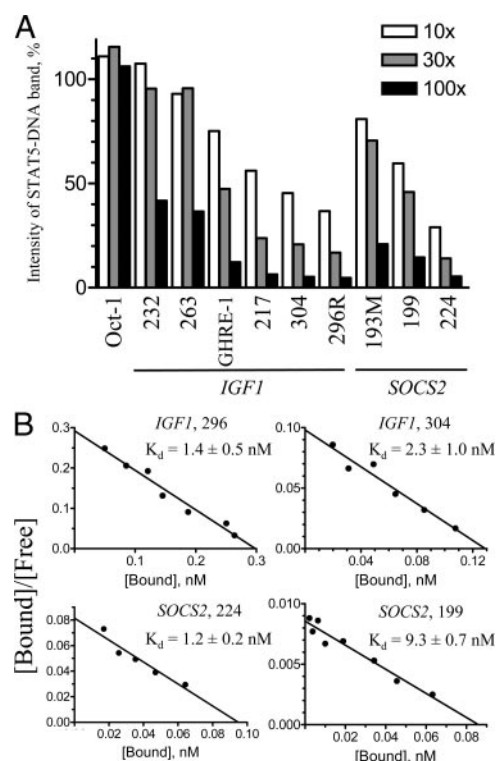 A
Intensity of STAT5-DNA band, %
100
50
0
10x
30x
100x
Oct-1
232
263
GHRE-1
217
304
296R
193M
199
224
IGF1
SOCS2
B
[Bound]/[Free]
IGF1, 296
Kd = 1.4 ± 0.5 nM
0.3
0.2
0.1
0.0
0.1 0.2 0.3
[Bound], nM
IGF1, 304
Kd = 2.3 ± 1.0 nM
0.10
0.05
0.00
0.00 0.04 0.08 0.12
[Bound], nM
SOCS2, 224
Kd = 1.2 ± 0.2 nM
0.08
0.06
0.04
0.02
0.00
0.02 0.04 0.06 0.08
[Bound], nM
SOCS2, 199
Kd = 9.3 ± 0.7 nM
0.010
0.005
0.000
0.00 0.02 0.04 0.06 0.08
[Bound], nM